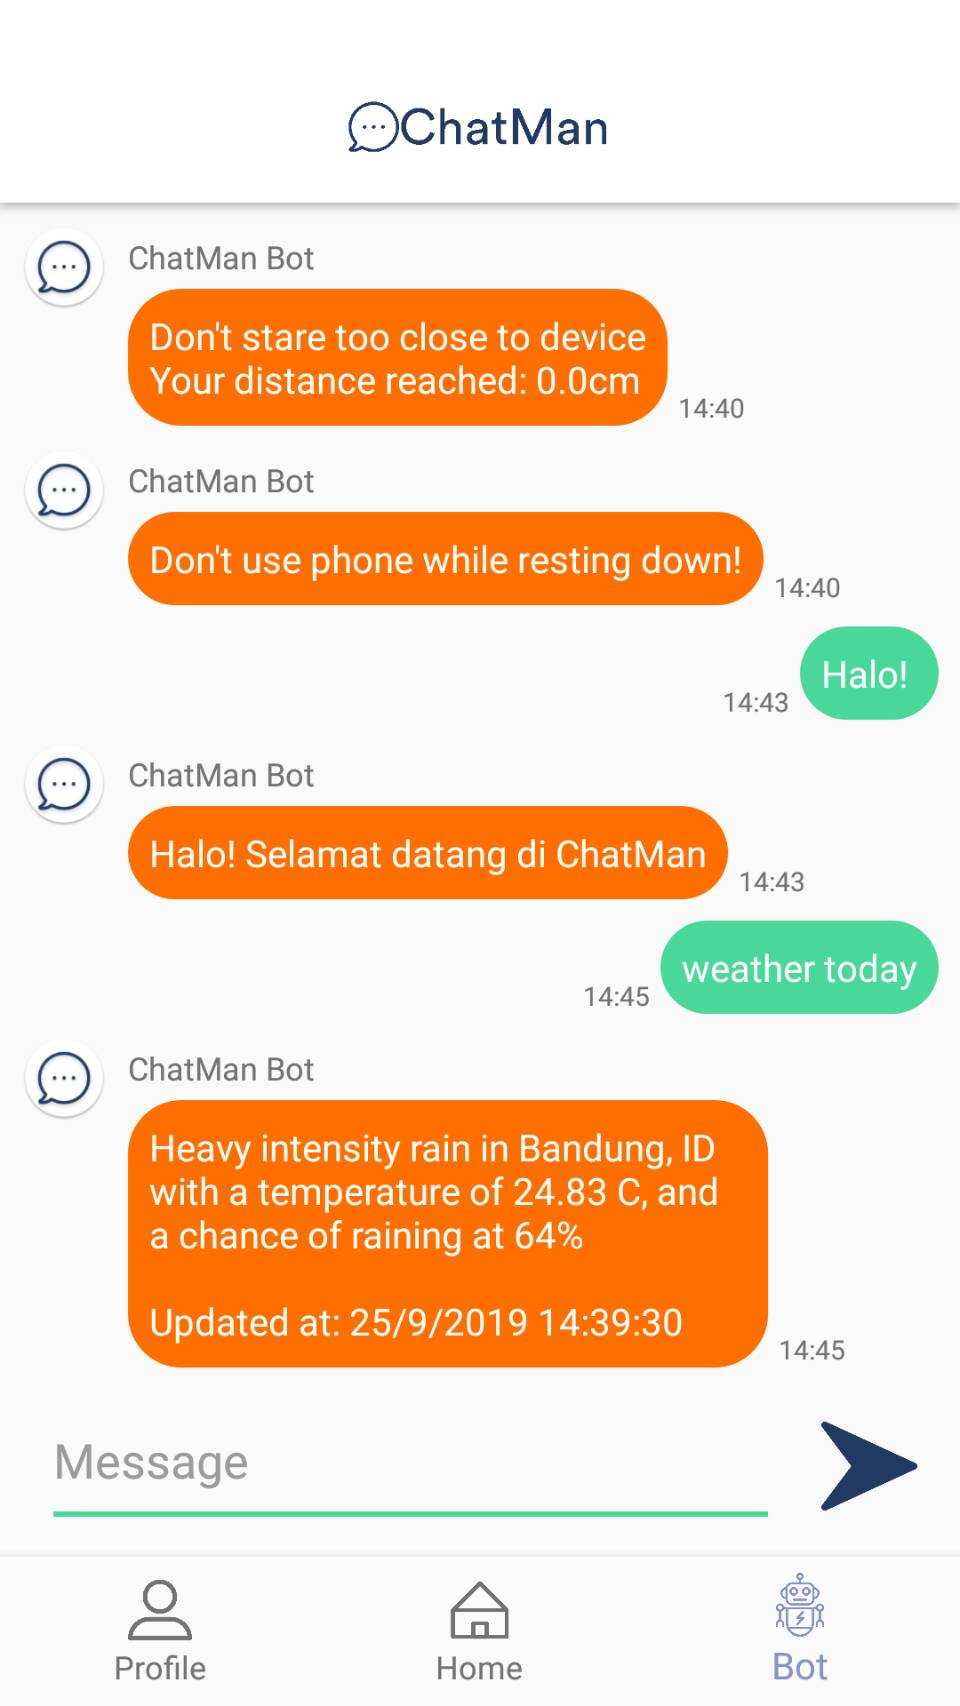 ChatMan
ChatMan Bot
Don't stare too close to device
Your distance reached: 0.0cm
14:40
ChatMan Bot
Don't use phone while resting down!
14:40
Halo!
14:43
ChatMan Bot
Halo! Selamat datang di ChatMan
14:43
weather today
14:45
ChatMan Bot
Heavy intensity rain in Bandung, ID
with a temperature of 24.83 C, and
a chance of raining at 64%
Updated at: 25/9/2019 14:39:30
14:45
Message
Profile
Home
Bot